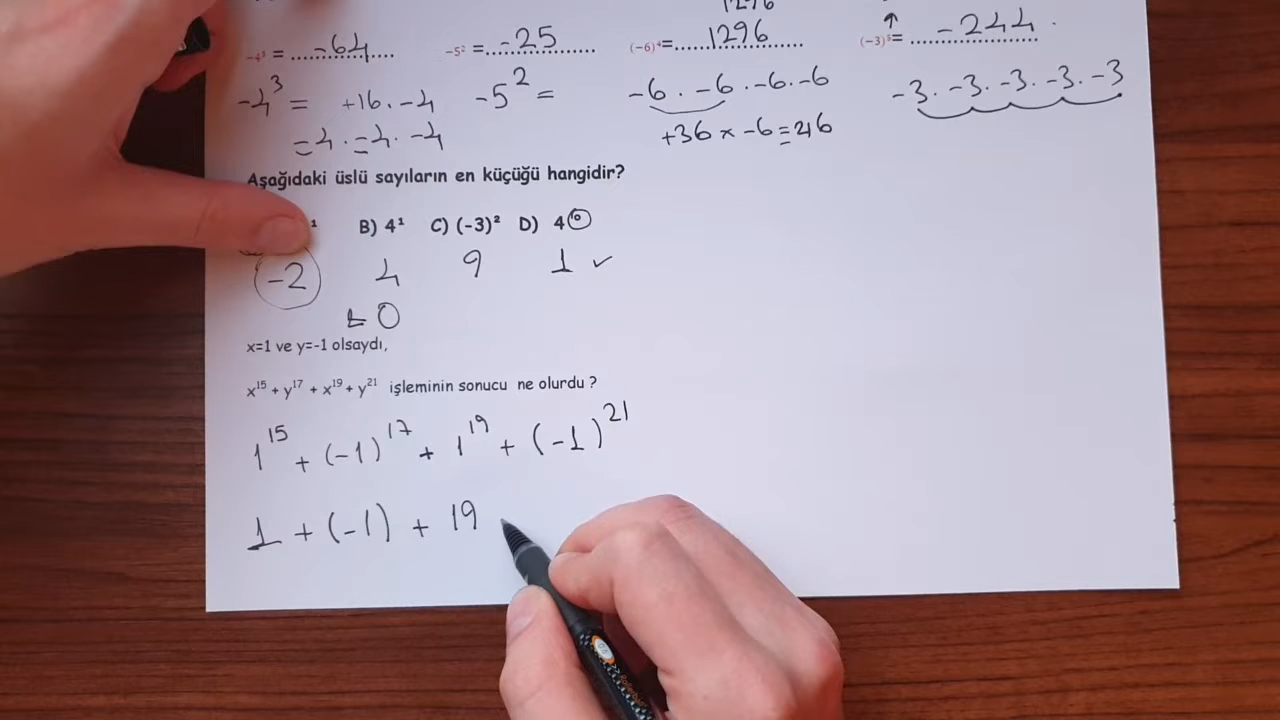 1296
-4³ = ...-64... -5² = ...-25... (-6)⁴=...1296... (-3)⁵= ...-244.
-4³ = +16.-4 -5² = -6.-6.-6.-6 -3.-3.-3.-3.-3
=4.=4.-4 +36x-6=216
Aşağıdaki üslü sayıların en küçüğü hangidir?
¹ B) 4¹ C) (-3)² D) 4⁰
-2 4 9 1 ✓
0
x=1 ve y=-1 olsaydı,
x¹⁵ + y¹⁷ + x¹⁹ + y²¹ işleminin sonucu ne olurdu ?
1¹⁵ + (-1)¹⁷ + 1¹⁹ + (-1)²¹
1 + (-1) + 19